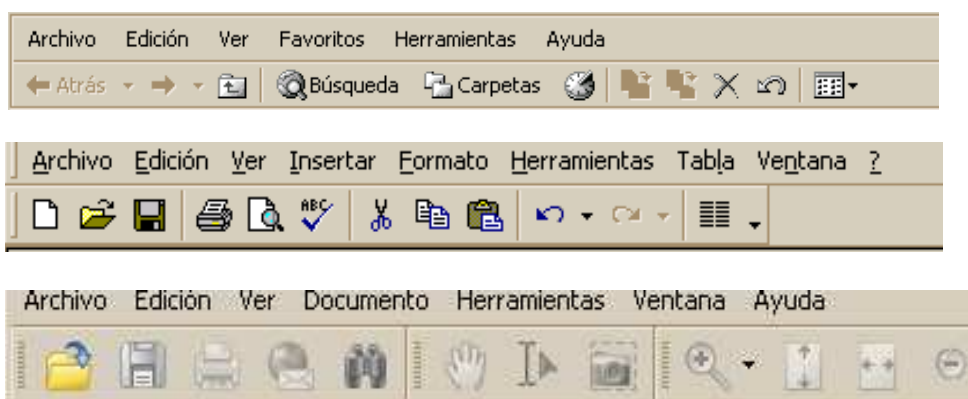 Archivo Edición Ver Favoritos Herramientas Ayuda
Atrás Búsqueda Carpetas
Archivo Edición Ver Insertar Formato Herramientas Tabla Ventana ?
ABC
Archivo Edición Ver Documento Herramientas Ventana Ayuda